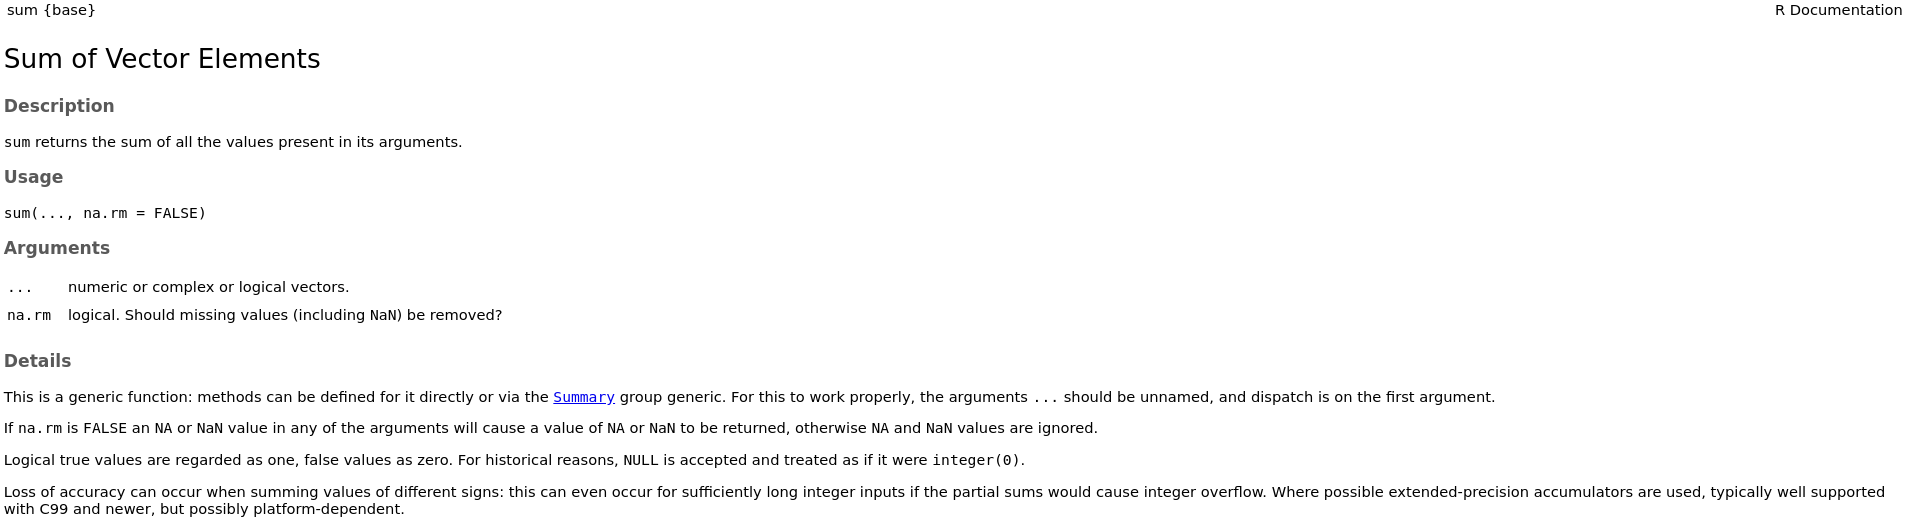 sum {base} R Documentation
Sum of Vector Elements
Description
sum returns the sum of all the values present in its arguments.
Usage
sum(..., na.rm = FALSE)
Arguments
... numeric or complex or logical vectors.
na.rm logical. Should missing values (including NaN) be removed?
Details
This is a generic function: methods can be defined for it directly or via the Summary group generic. For this to work properly, the arguments ... should be unnamed, and dispatch is on the first argument.
If na.rm is FALSE an NA or NaN value in any of the arguments will cause a value of NA or NaN to be returned, otherwise NA and NaN values are ignored.
Logical true values are regarded as one, false values as zero. For historical reasons, NULL is accepted and treated as if it were integer(0).
Loss of accuracy can occur when summing values of different signs: this can even occur for sufficiently long integer inputs if the partial sums would cause integer overflow. Where possible extended-precision accumulators are used, typically well supported
with C99 and newer, but possibly platform-dependent.